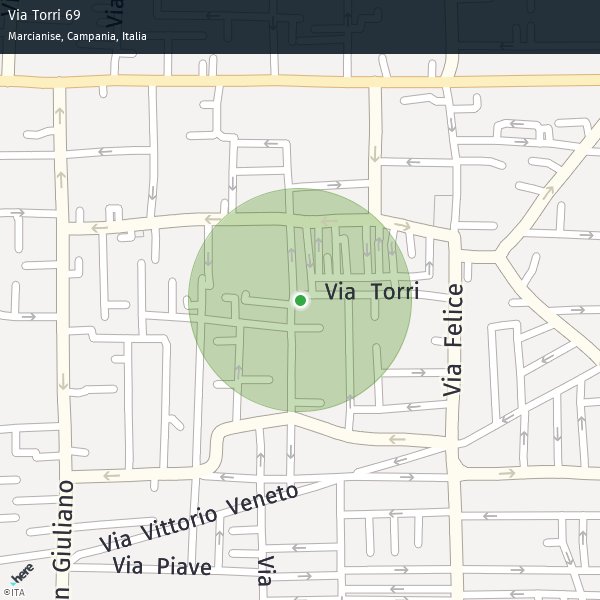 Via Torri 69
Marcianise, Campania, Italia
Via Torri
Via Felice
n Giuliano
Via Vittorio Veneto
Via Piave
Via
here
©ITA